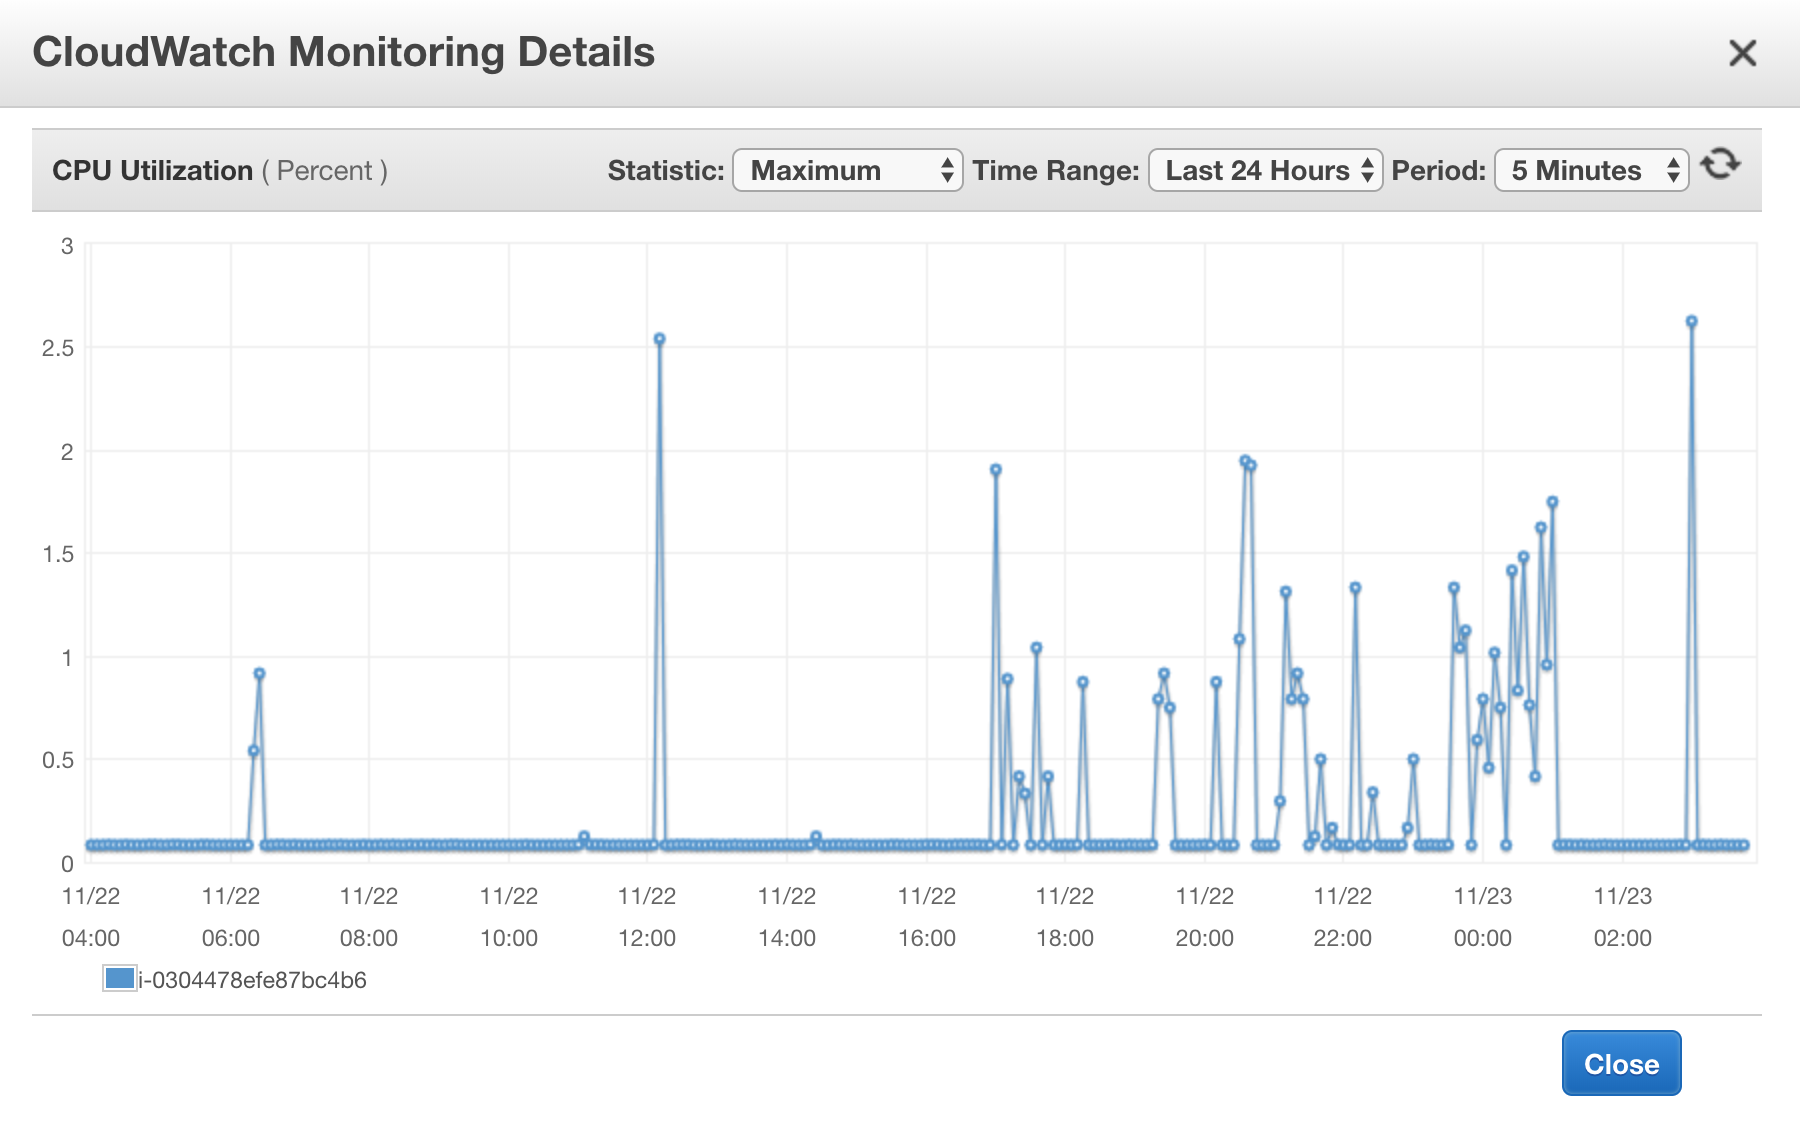 CloudWatch Monitoring Details
CPU Utilization ( Percent ) Statistic: Maximum Time Range: Last 24 Hours Period: 5 Minutes
3
2.5
2
1.5
1
0.5
0
11/22 11/22 11/22 11/22 11/22 11/22 11/22 11/22 11/22 11/22 11/23 11/23
04:00 06:00 08:00 10:00 12:00 14:00 16:00 18:00 20:00 22:00 00:00 02:00
i-0304478efe87bc4b6
Close